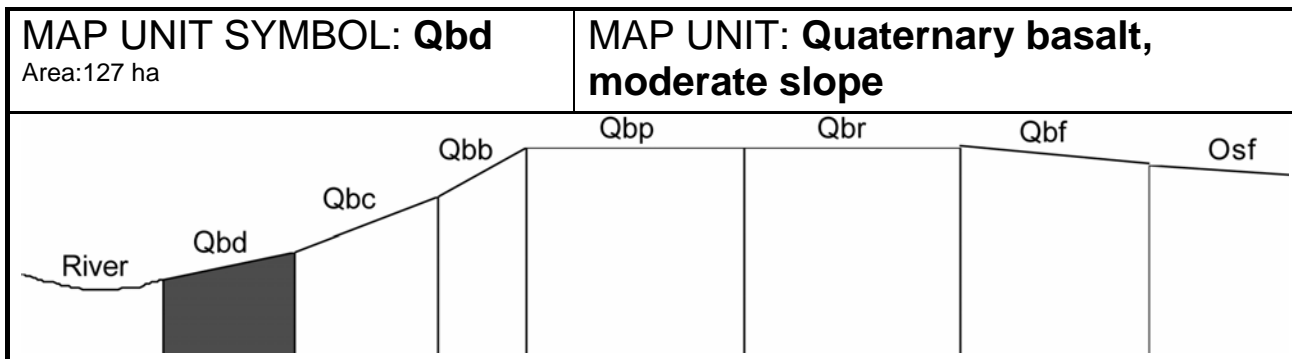 MAP UNIT SYMBOL: Qbd
Area:127 ha
MAP UNIT: Quaternary basalt,
moderate slope
River
Qbd
Qbc
Qbb
Qbp
Qbr
Qbf
Osf